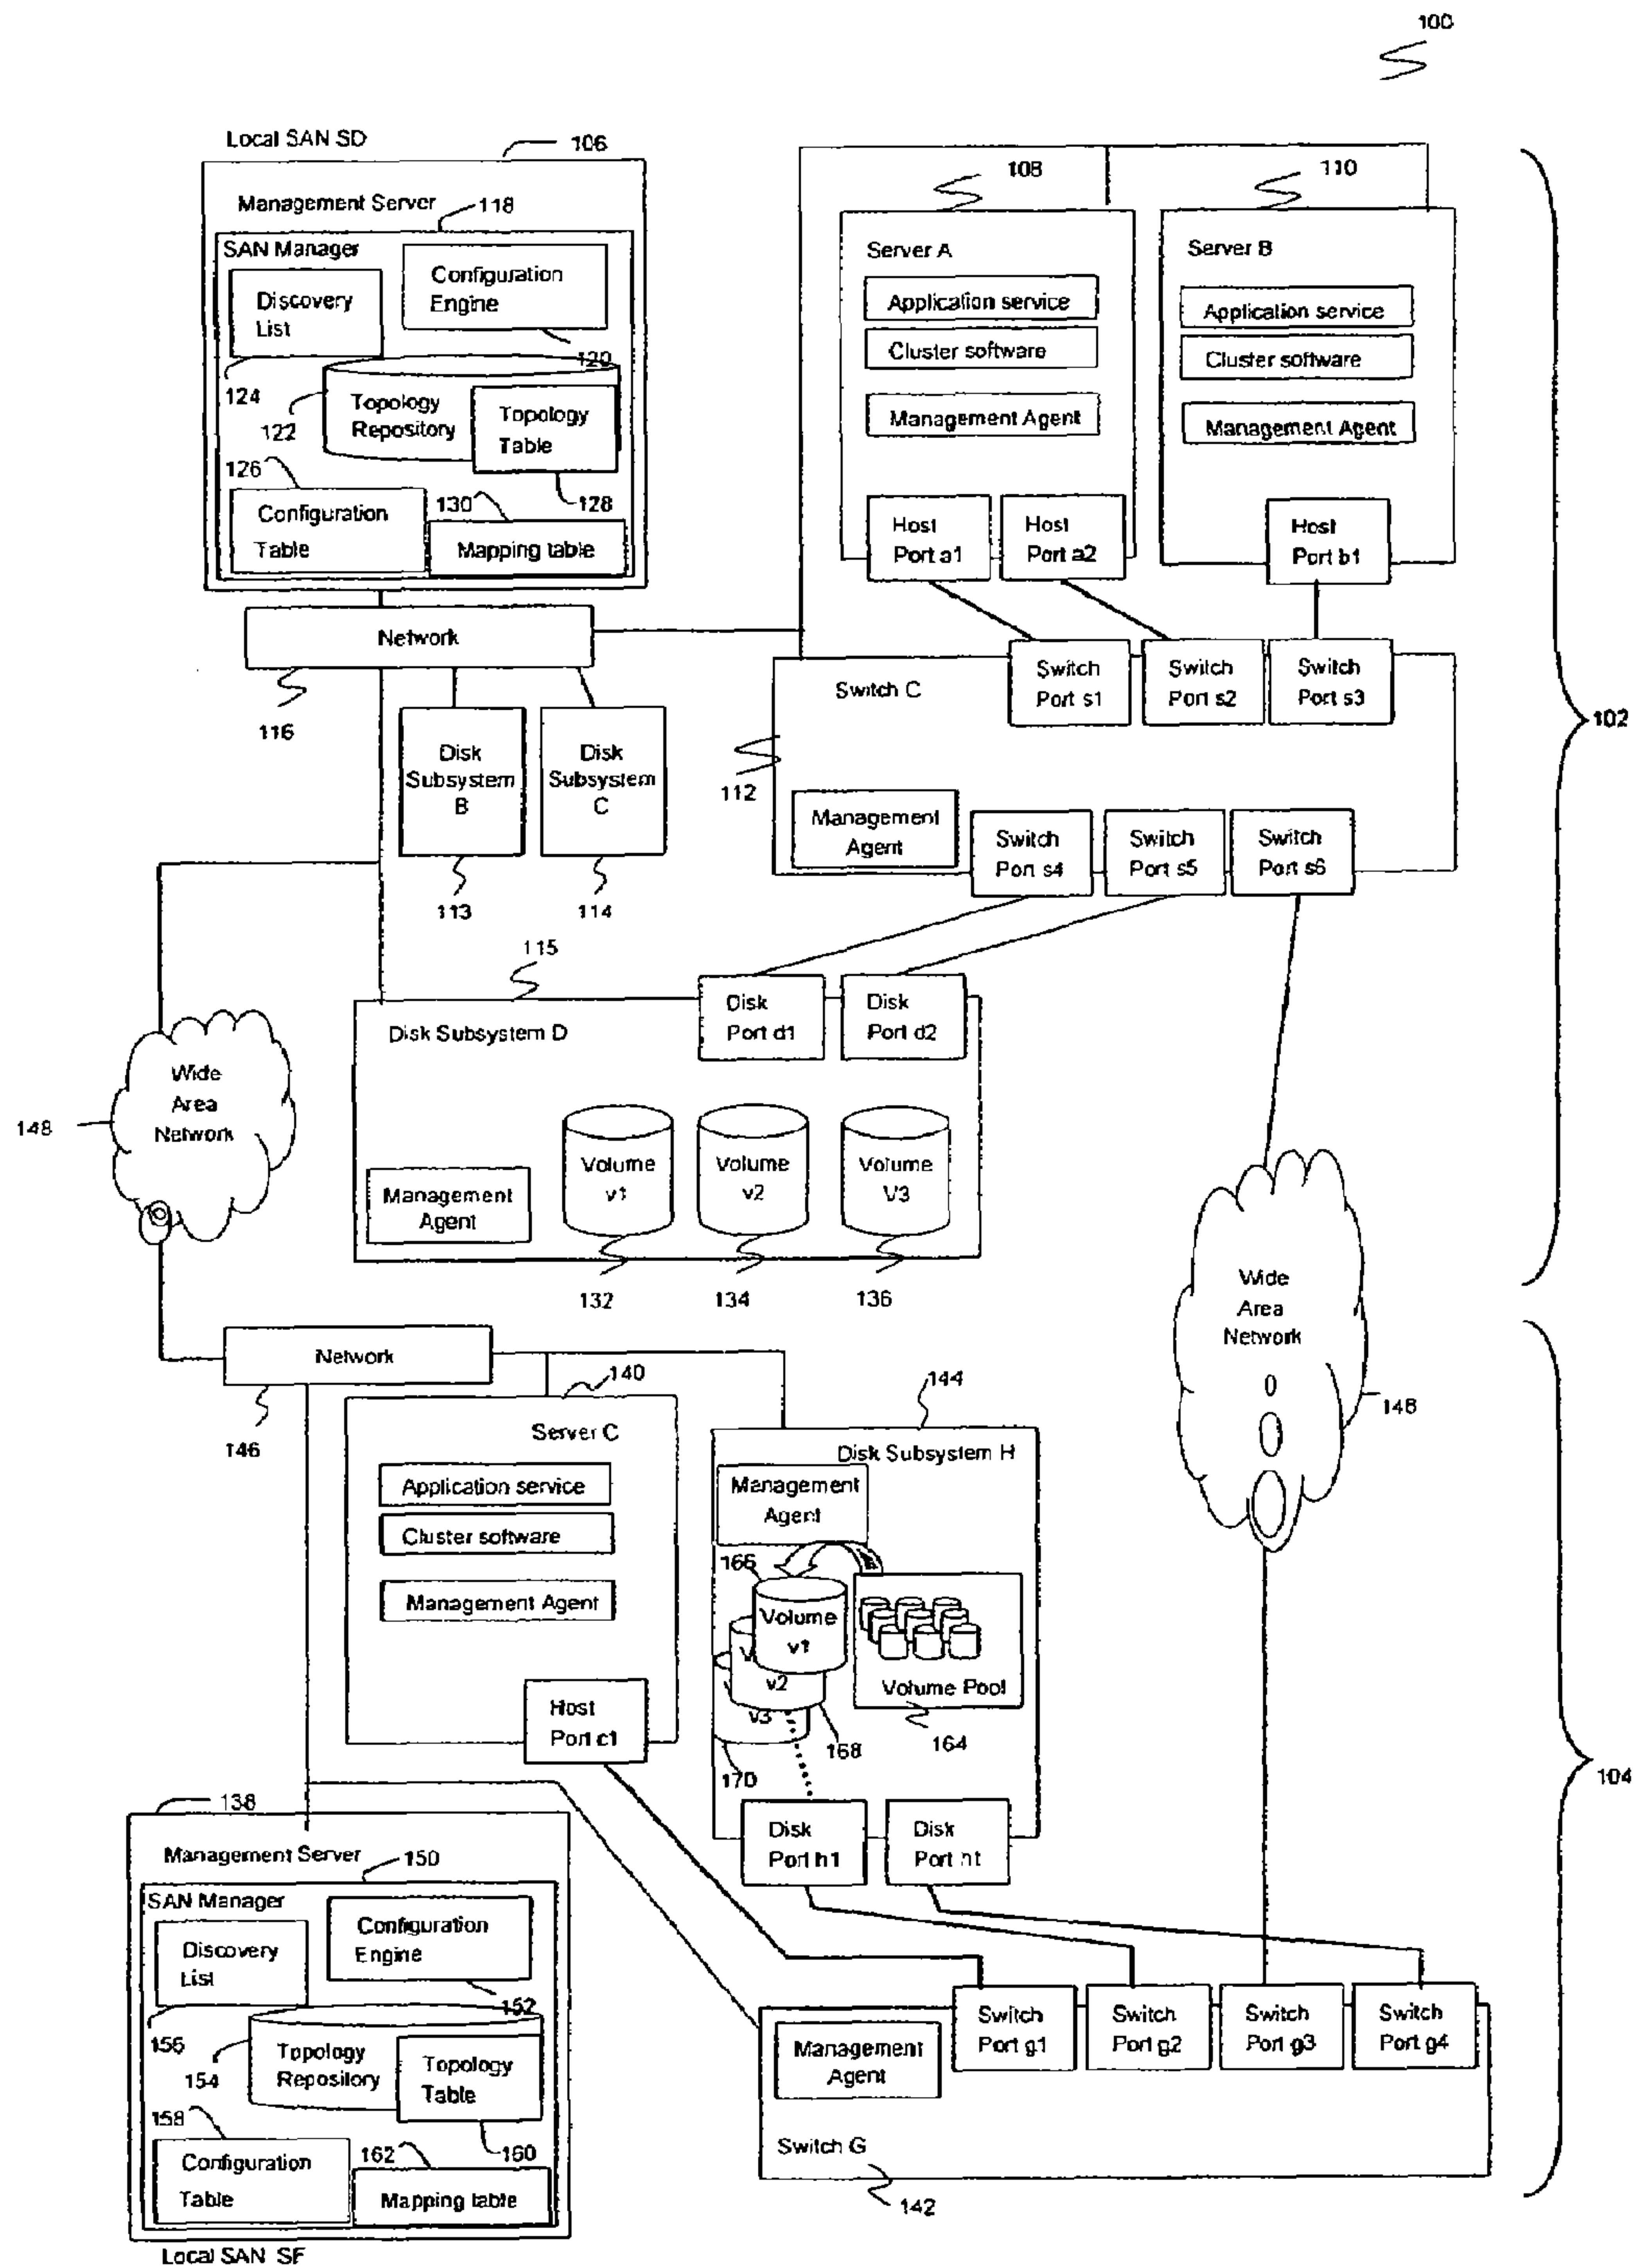 100
Local SAN SD
106
Management Server
118
SAN Manager
Configuration
Engine
Discovery
List
120
124
Topology
Repository
122
Topology
Table
126
128
Configuration
Table
130
Mapping table
108
110
Server A
Application service
Cluster software
Management Agent
Host
Port a1
Host
Port a2
Server B
Application service
Cluster software
Management Agent
Host
Port b1
Network
116
Disk
Subsystem
B
113
Disk
Subsystem
C
114
Switch C
112
Switch
Port s1
Switch
Port s2
Switch
Port s3
Management
Agent
Switch
Port s4
Switch
Port s5
Switch
Port s6
102
115
Disk Subsystem D
Disk
Port d1
Disk
Port d2
Management
Agent
Volume
v1
Volume
v2
Volume
V3
132
134
136
Wide
Area
Network
148
Wide
Area
Network
148
Network
146
140
Server C
Application service
Cluster software
Management Agent
Host
Port c1
144
Disk Subsystem H
Management
Agent
166
Volume
v1
V
v2
v3
Volume Pool
168
164
170
Disk
Port h1
Disk
Port ht
104
138
Management Server
150
SAN Manager
Configuration
Engine
Discovery
List
152
156
Topology
Repository
154
Topology
Table
158
160
Configuration
Table
162
Mapping table
Local SAN SF
Management
Agent
Switch
Port g1
Switch
Port g2
Switch
Port g3
Switch
Port g4
Switch G
142